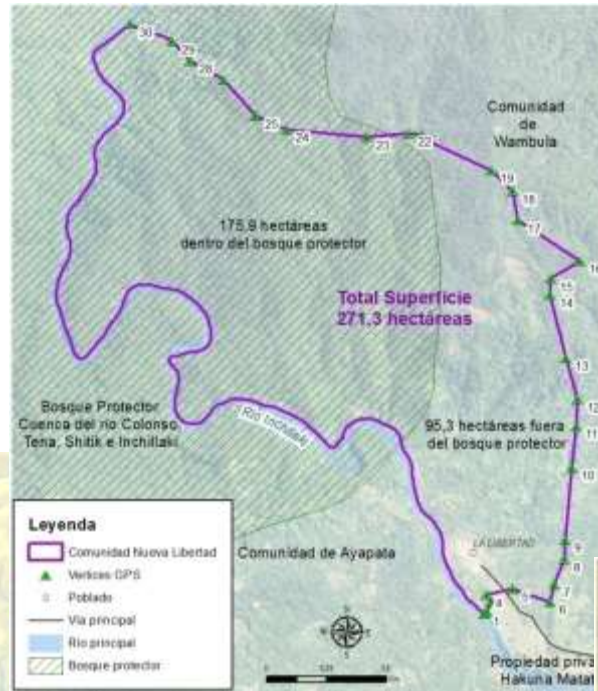 30
29
28
25
24
23
22
Comunidad
de
Wambula
19
18
17
16
175,9 hectáreas
dentro del bosque protector
Total Superficie
271,3 hectáreas
15
14
13
12
11
10
Bosque Protector
Cuenca del río Colonso,
Tena, Shitik e Inchillaki
Río Inchillaki
95,3 hectáreas fuera
del bosque protector
9
8
7
6
5
4
1
LA LIBERTAD
Comunidad de Ayapata
Leyenda
Comunidad Nueva Libertad
Vertices GPS
Poblado
Vía principal
Río principal
Bosque protector
Propiedad priva
Hakuna Matat